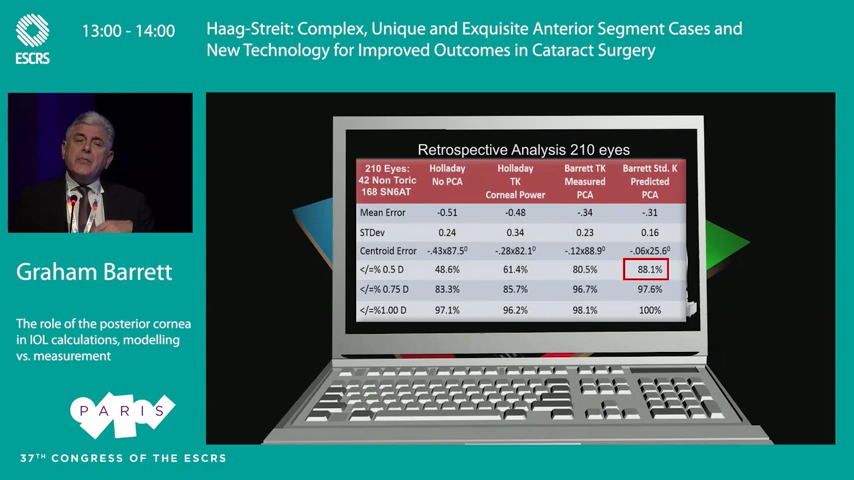 ESCRS
13:00 - 14:00
Haag-Streit: Complex, Unique and Exquisite Anterior Segment Cases and
New Technology for Improved Outcomes in Cataract Surgery
Graham Barrett
The role of the posterior cornea
in IOL calculations, modelling
vs. measurement
PARIS
37TH CONGRESS OF THE ESCRS
Retrospective Analysis 210 eyes
210 Eyes: 42 Non Toric 168 SN6AT | Holladay No PCA | Holladay TK Corneal Power | Barrett TK Measured PCA | Barrett Std. K Predicted PCA
Mean Error -0.51 -0.48 -.34 -.31
STDev 0.24 0.34 0.23 0.16
Centroid Error -.43x87.5⁰ -.28x82.1⁰ -.12x88.9⁰ -.06x25.6⁰
</=% 0.5 D 48.6% 61.4% 80.5% 88.1%
</=% 0.75 D 83.3% 85.7% 96.7% 97.6%
</=%1.00 D 97.1% 96.2% 98.1% 100%